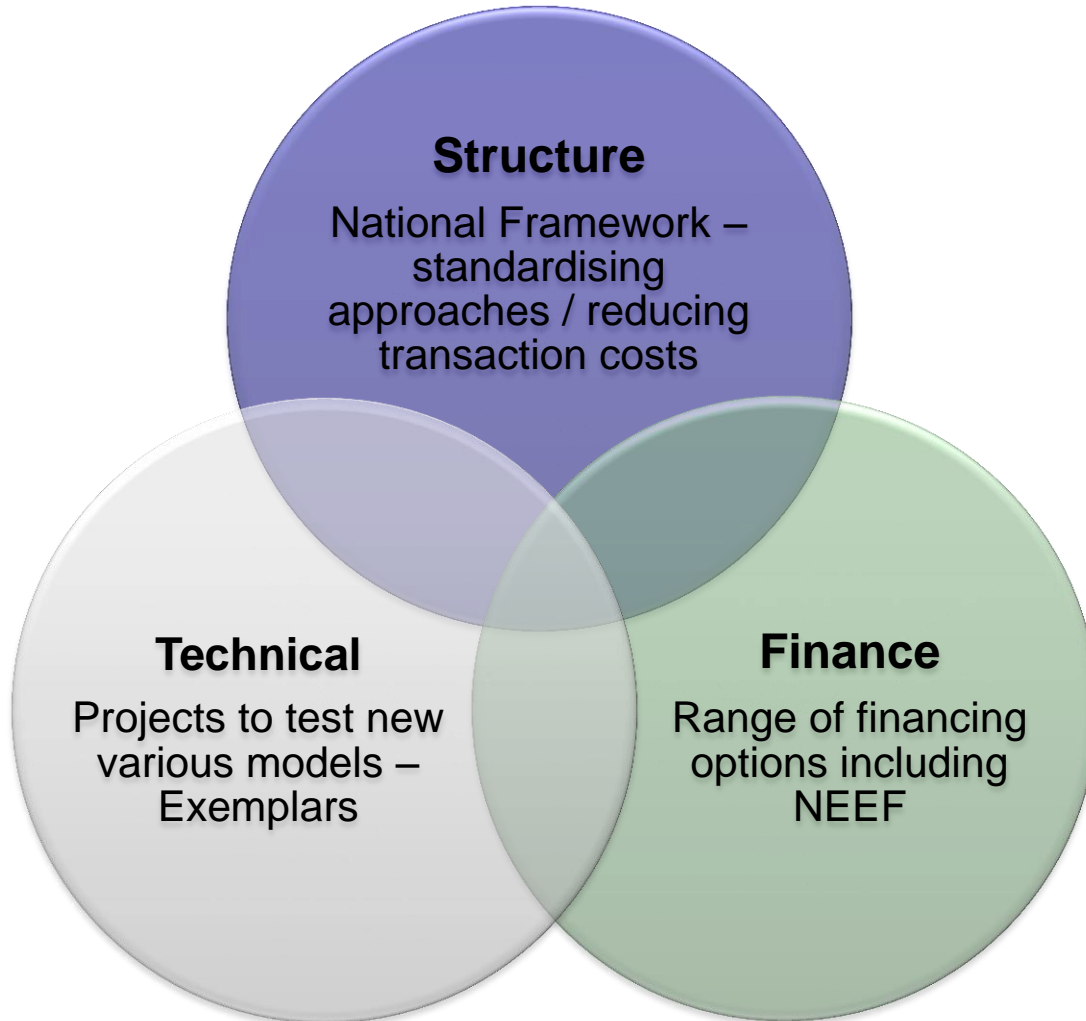 Structure
National Framework –
standardising
approaches / reducing
transaction costs
Technical
Projects to test new
various models –
Exemplars
Finance
Range of financing
options including
NEEF